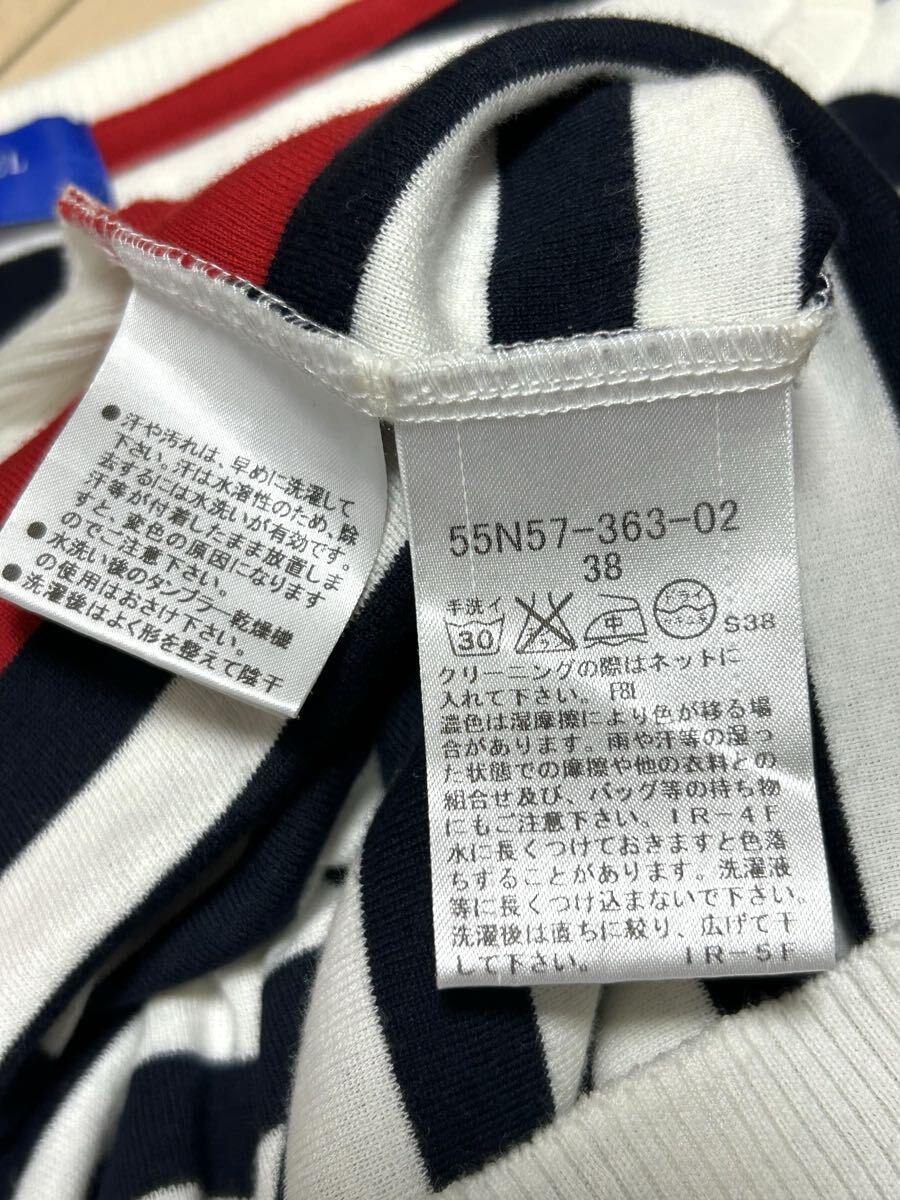 EL
● 汗や汚れは、早めに洗濯して
下さい。汗は水溶性のため、除
去するには水洗いが有効です。
汗等が付着したまま放置しま
すと、変色の原因になります
のでご注意下さい。
● 水洗い後のタンブラー乾燥機
の使用はおさけ下さい。
● 洗濯後はよく形を整えて陰干
55N57-363-02
38
手洗イ
30
中
ドライ
S38
クリーニングの際はネットに
入れて下さい。 F81
濃色は湿摩擦により色が移る場
合があります。雨や汗等の湿っ
た状態での摩擦や他の衣料との
組合せ及び、バッグ等の持ち物
にもご注意下さい。 IR-4F
水に長くつけておきますと色落
ちすることがあります。洗濯液
等に長くつけ込まないで下さい。
洗濯後は直ちに絞り、広げて干
して下さい。 IR-5F